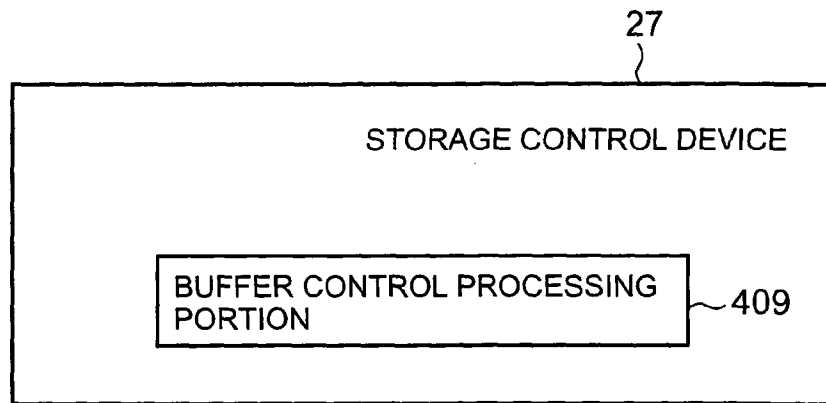 27
STORAGE CONTROL DEVICE
BUFFER CONTROL PROCESSING
PORTION
409